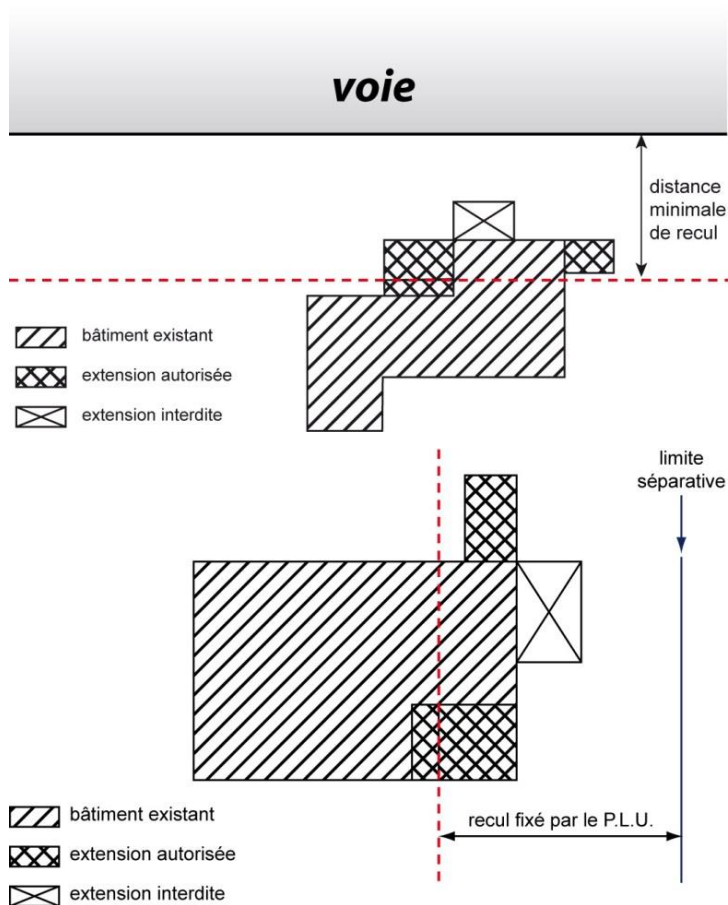 voie
distance
minimale
de recul
bâtiment existant
extension autorisée
extension interdite
limite
séparative
recul fixé par le P.L.U.
bâtiment existant
extension autorisée
extension interdite